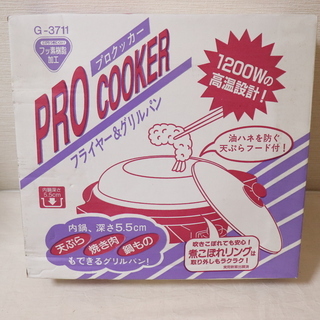 G-3711
フッ素樹脂
加工
プロクッカー
PRO COOKER
フライヤー&グリルパン
1200Wの
高温設計!
油ハネを防ぐ
天ぷらフード付!
内鍋深さ
5.5cm
内鍋、深さ5.5cm
天ぷら
焼き肉
鍋もの
もできるグリルパン!
吹きこぼれても安心!
煮こぼれリングは
取り外しもラクラク!